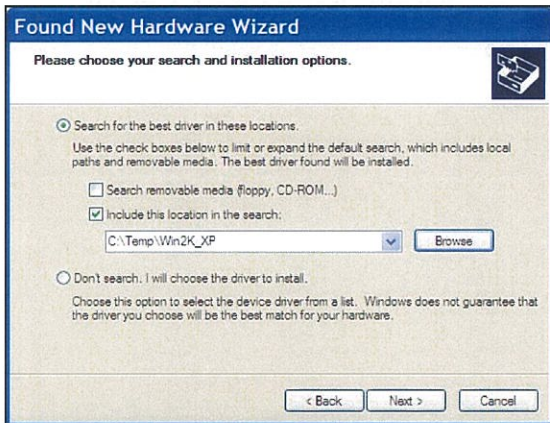 Found New Hardware Wizard
Please choose your search and installation options.
Search for the best driver in these locations.
Use the check boxes below to limit or expand the default search, which includes local
paths and removable media. The best driver found will be installed.
Search removable media (floppy, CD-ROM...)
Include this location in the search:
C:\Temp\Win2K_XP
Browse
Don't search. I will choose the driver to install.
Choose this option to select the device driver from a list. Windows does not guarantee that
the driver you choose will be the best match for your hardware.
< Back Next > Cancel